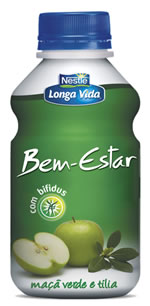 Nestlé
Longa Vida
Bem-Estar
com bifidus
maçã verde e tília